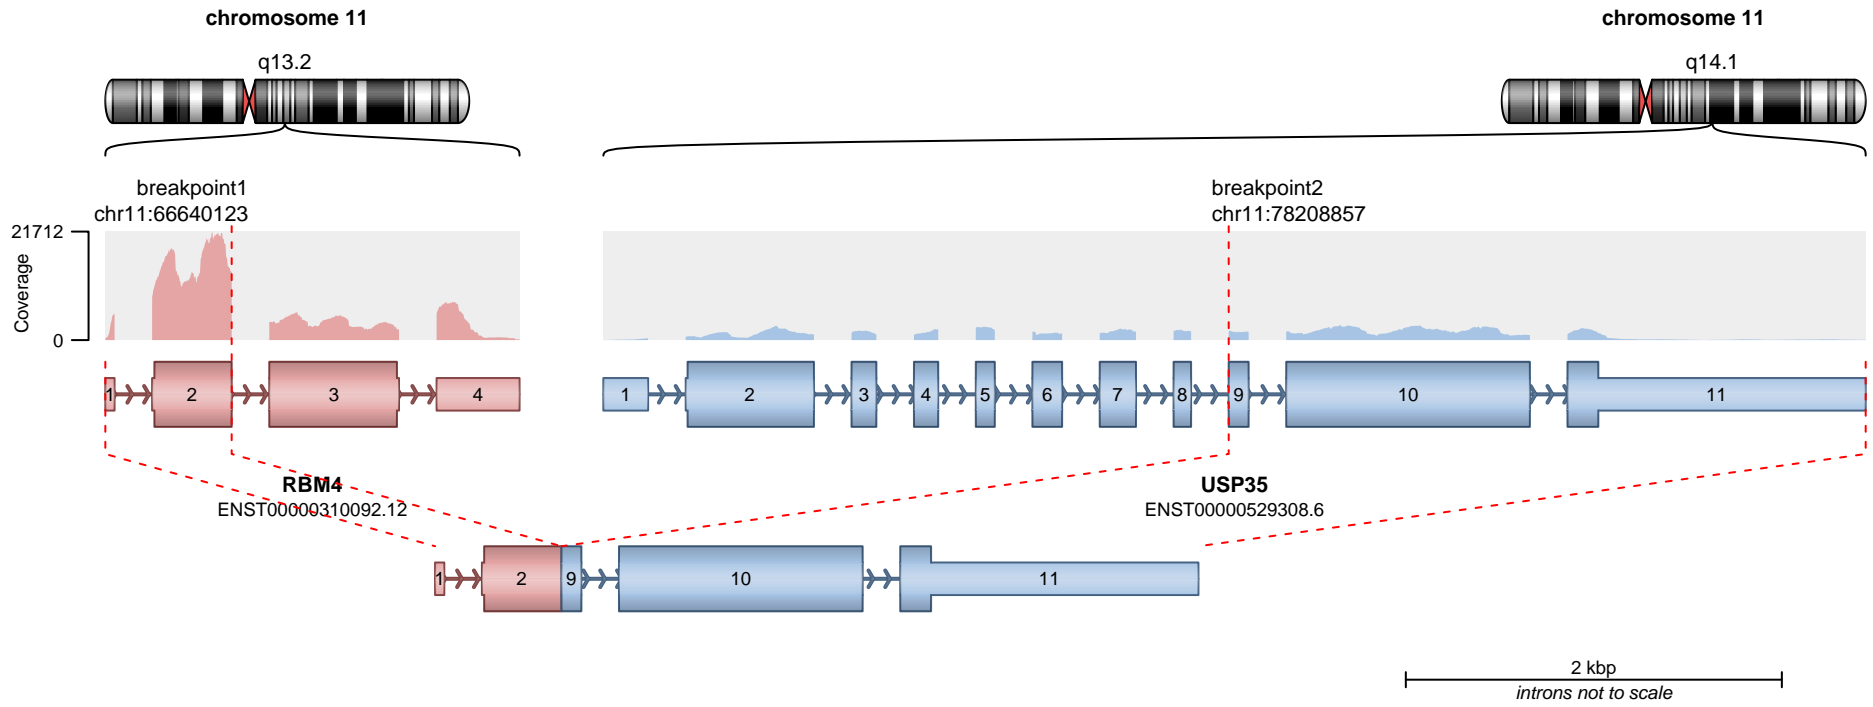 chromosome 11
chromosome 11
q13.2
q14.1
breakpoint1
chr11:66640123
breakpoint2
chr11:78208857
21712
Coverage
0
1 2 3 4
1 2 3 4 5 6 7 8 9 10 11
RBM4
ENST00000310092.12
USP35
ENST00000529308.6
1 2 9 10 11
2 kbp
introns not to scale